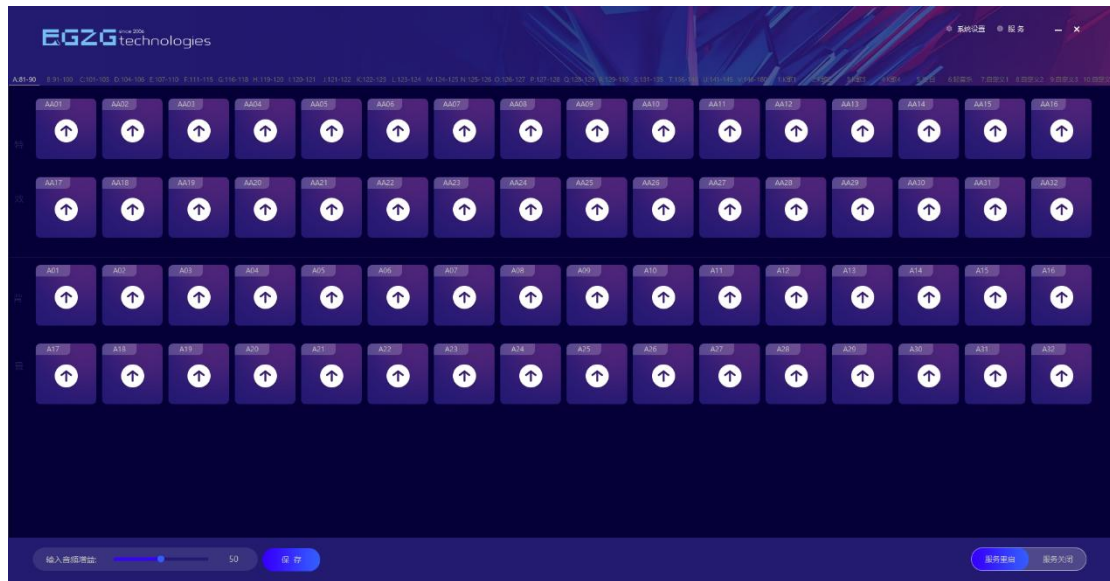 EG2G since 2006 technologies
系统设置 服务
A.81-90 B.91-100 C.101-103 D.104-106 E.107-110 F.111-115 G.116-118 H.119-120 I.120-121 J.121-122 K.122-123 L.123-124 M.124-125 N.125-126 O.126-127 P.127-128 Q.128-129 R.129-130
AA01 AA02 AA03 AA04 AA05 AA06 AA07 AA08 AA09 AA10 AA11 AA12 AA13 AA14 AA15 AA16
AA17 AA18 AA19 AA20 AA21 AA22 AA23 AA24 AA25 AA26 AA27 AA28 AA29 AA30 AA31 AA32
A01 A02 A03 A04 A05 A06 A07 A08 A09 A10 A11 A12 A13 A14 A15 A16
A17 A18 A19 A20 A21 A22 A23 A24 A25 A26 A27 A28 A29 A30 A31 A32
输入音频增益: 50 保存 服务重启 服务关闭